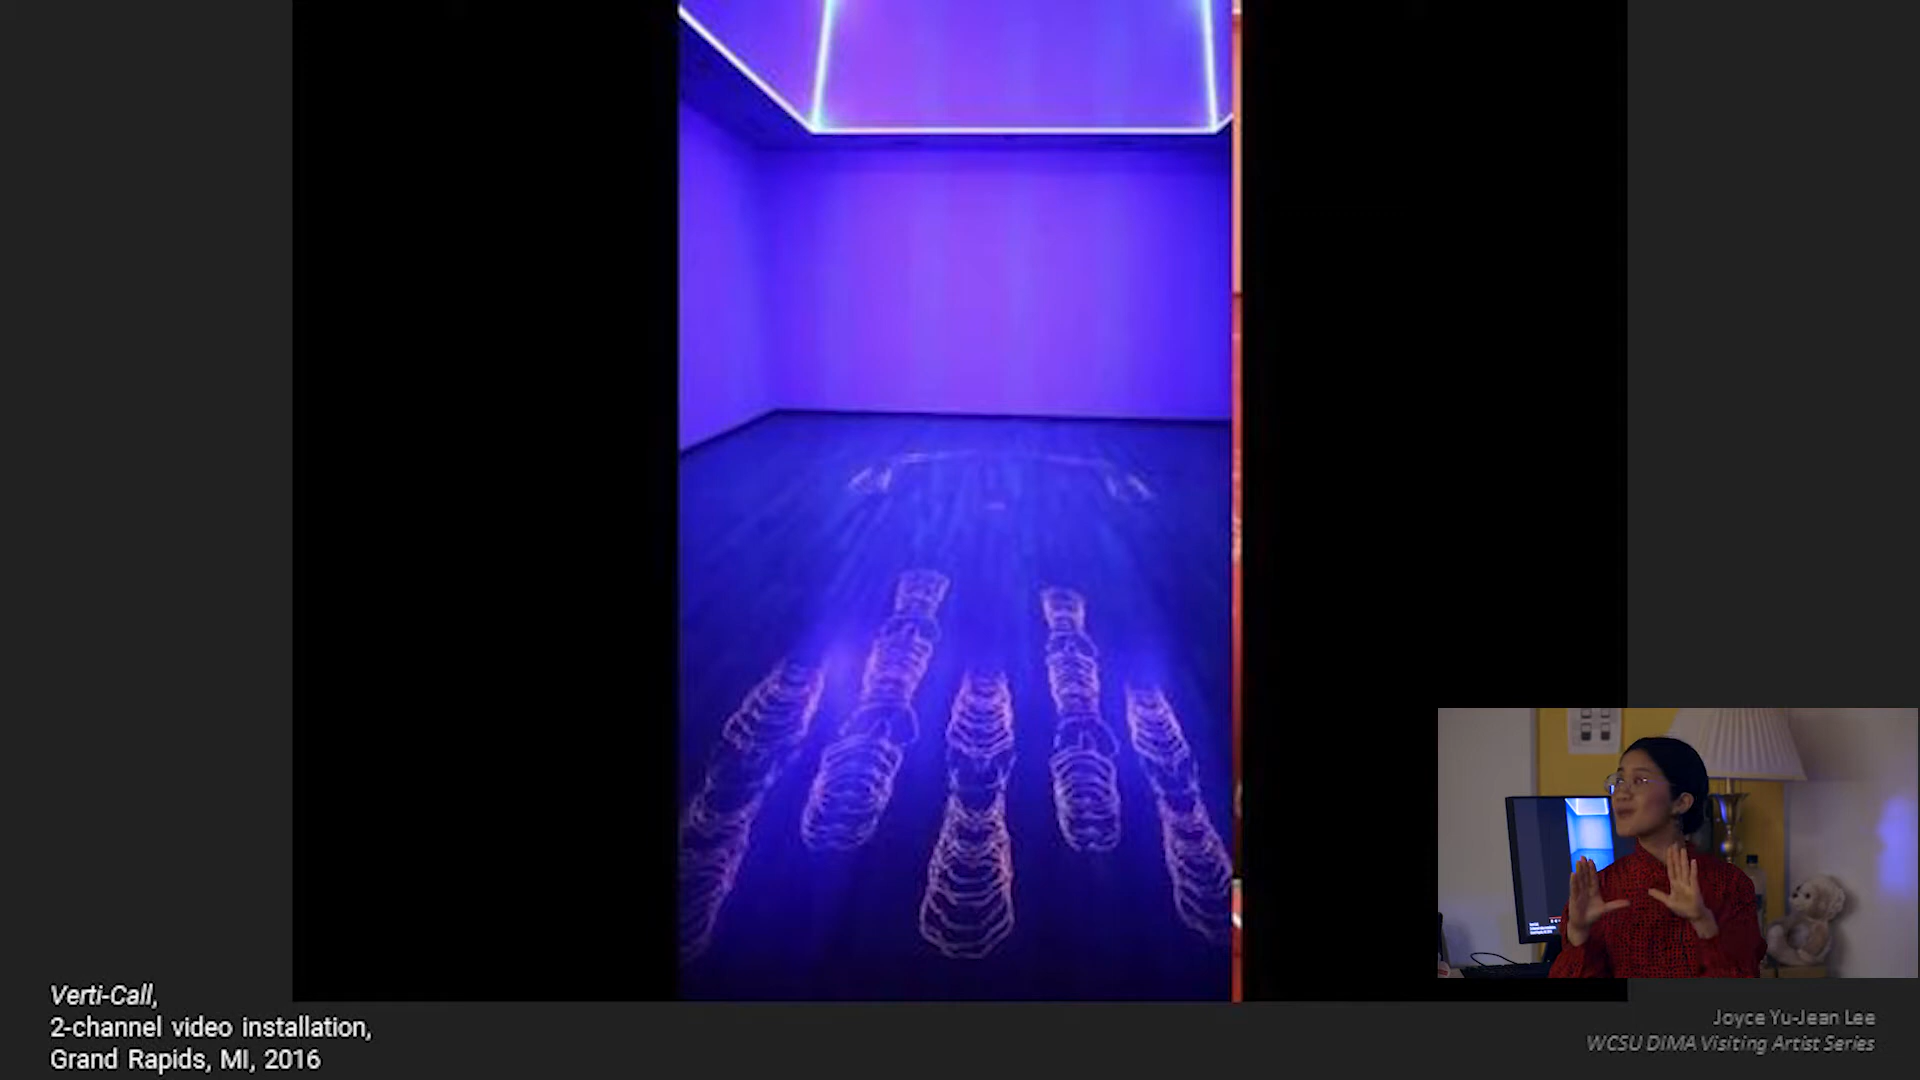 Verti-Call,
2-channel video installation,
Grand Rapids, MI, 2016
Joyce Yu-Jean Lee
WCSU DIMA Visiting Artist Series